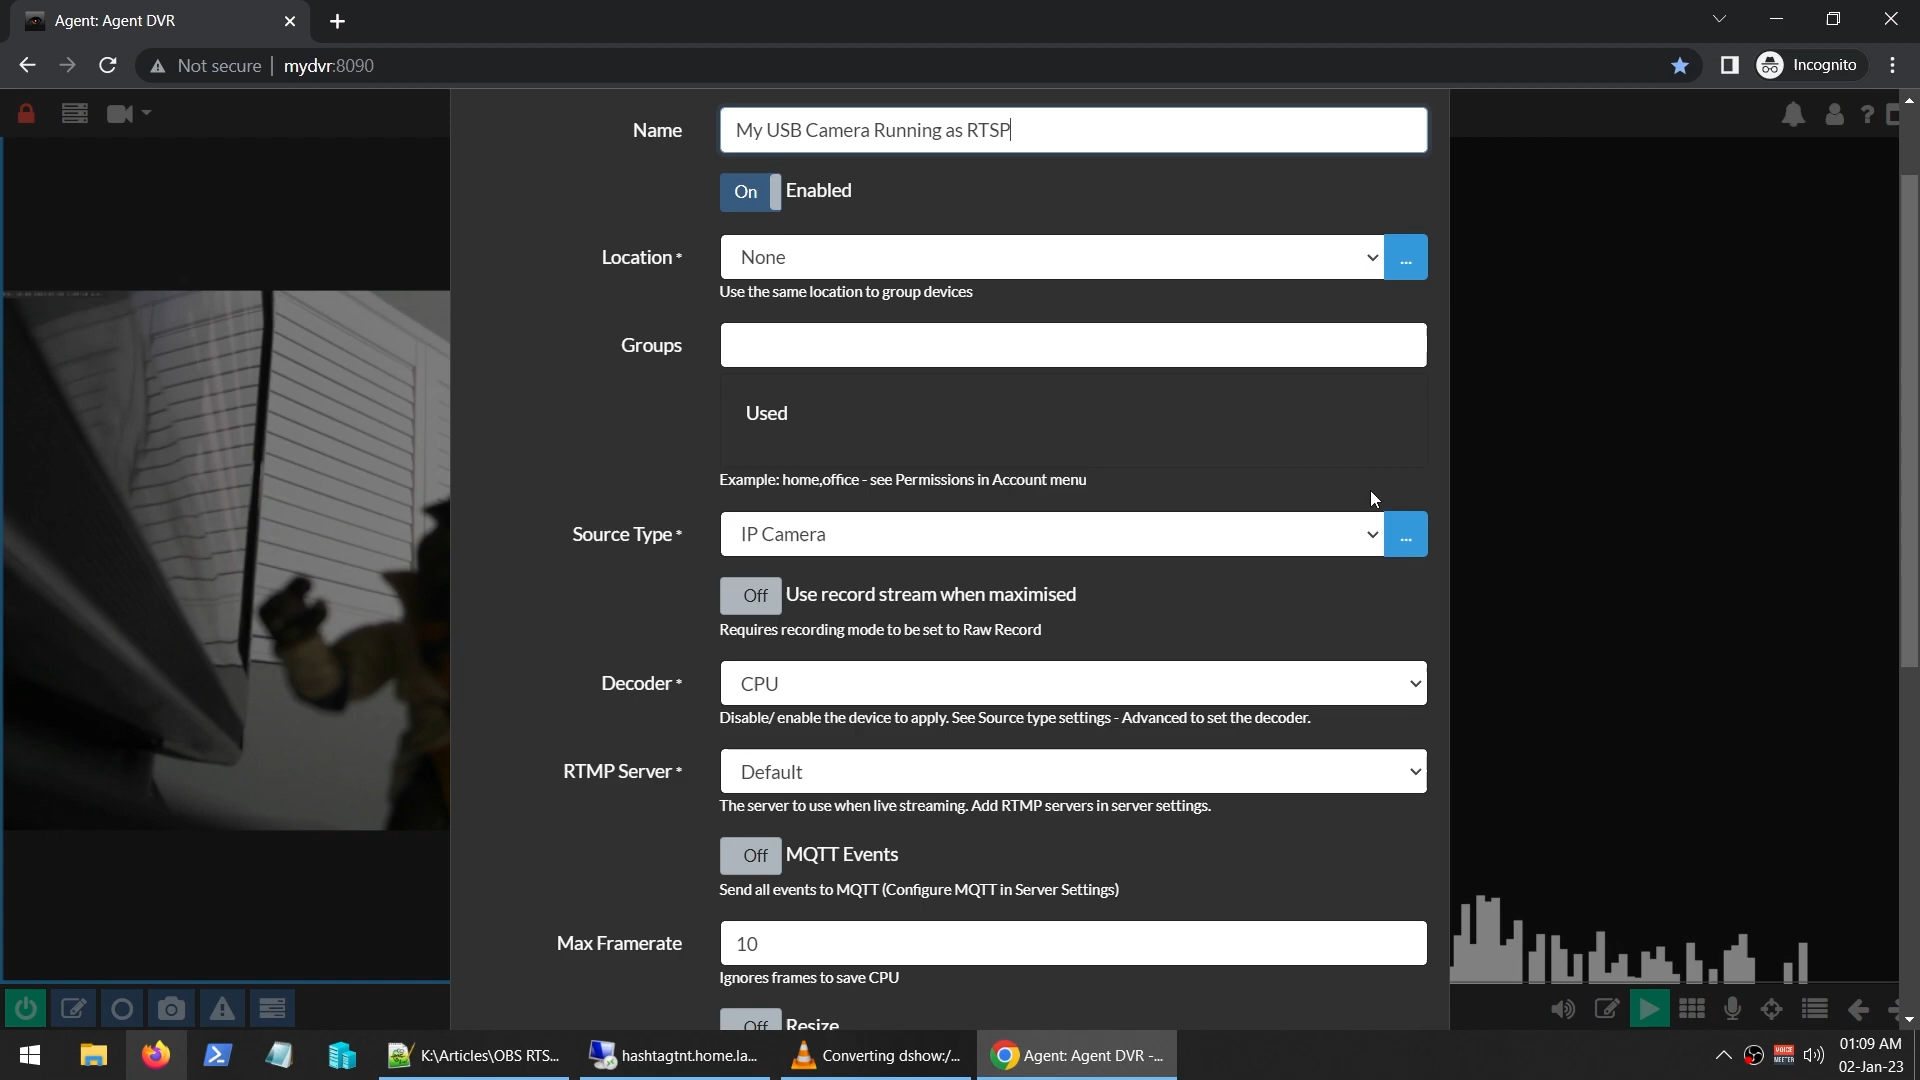 Agent: Agent DVR
Not secure | mydvr:8090
Incognito
Name
My USB Camera Running as RTSP
On Enabled
Location *
None
...
Use the same location to group devices
Groups
Used
Example: home,office - see Permissions in Account menu
Source Type *
IP Camera
...
Off Use record stream when maximised
Requires recording mode to be set to Raw Record
Decoder *
CPU
Disable/ enable the device to apply. See Source type settings - Advanced to set the decoder.
RTMP Server *
Default
The server to use when live streaming. Add RTMP servers in server settings.
Off MQTT Events
Send all events to MQTT (Configure MQTT in Server Settings)
Max Framerate
10
Ignores frames to save CPU
Off Resize
K:\Articles\OBS RTS...
hashtagtnt.home.la...
Converting dshow:/...
Agent: Agent DVR -...
01:09 AM
02-Jan-23